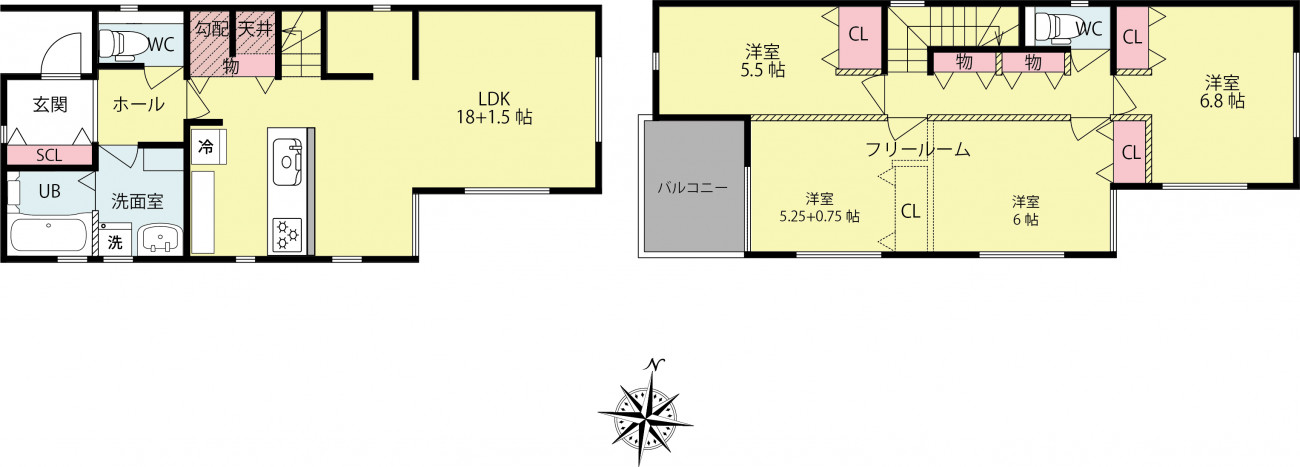 勾配
天井
WC
物
玄関
ホール
LDK
18+1.5 帖
SCL
冷
UB
洗面室
洗
CL
WC
CL
洋室
5.5 帖
物
物
洋室
6.8 帖
フリールーム
CL
バルコニー
洋室
5.25+0.75 帖
CL
洋室
6 帖
N